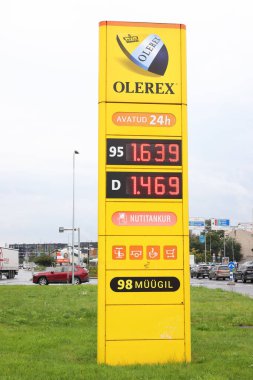 OLEREX
OLEREX
AVATUD 24h
95 1.639
D 1.469
NUTITANKUR
98 MÜÜGIL